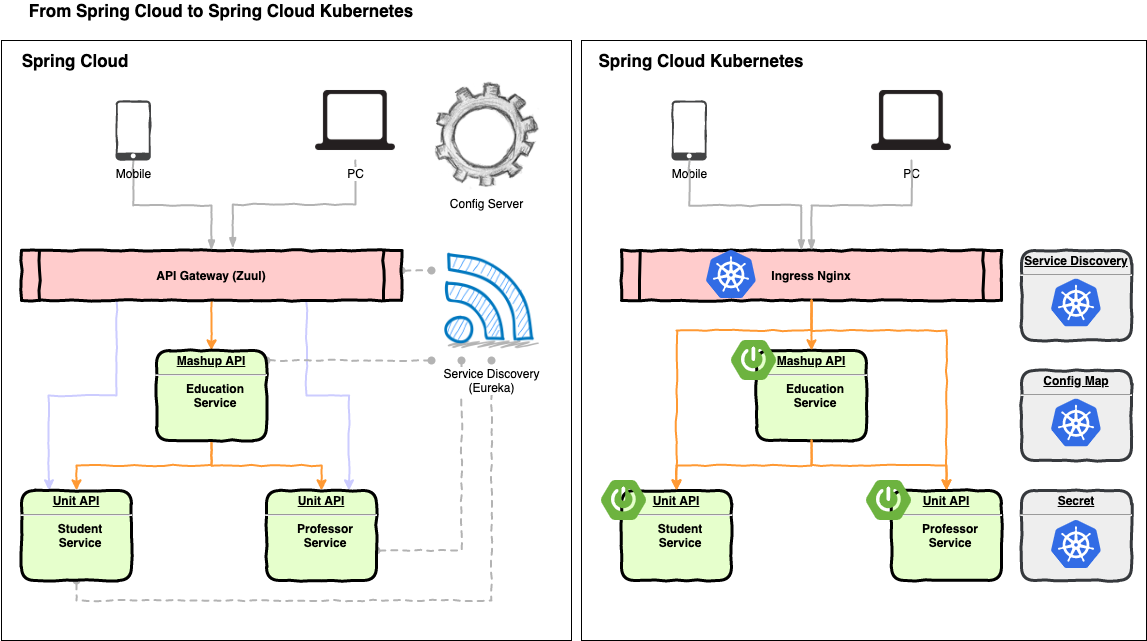 From Spring Cloud to Spring Cloud Kubernetes
Spring Cloud
Mobile
PC
Config Server
API Gateway (Zuul)
Mashup API
Education
Service
Service Discovery
(Eureka)
Unit API
Student
Service
Unit API
Professor
Service
Spring Cloud Kubernetes
Mobile
PC
Ingress Nginx
Service Discovery
Mashup API
Education
Service
Config Map
Unit API
Student
Service
Unit API
Professor
Service
Secret